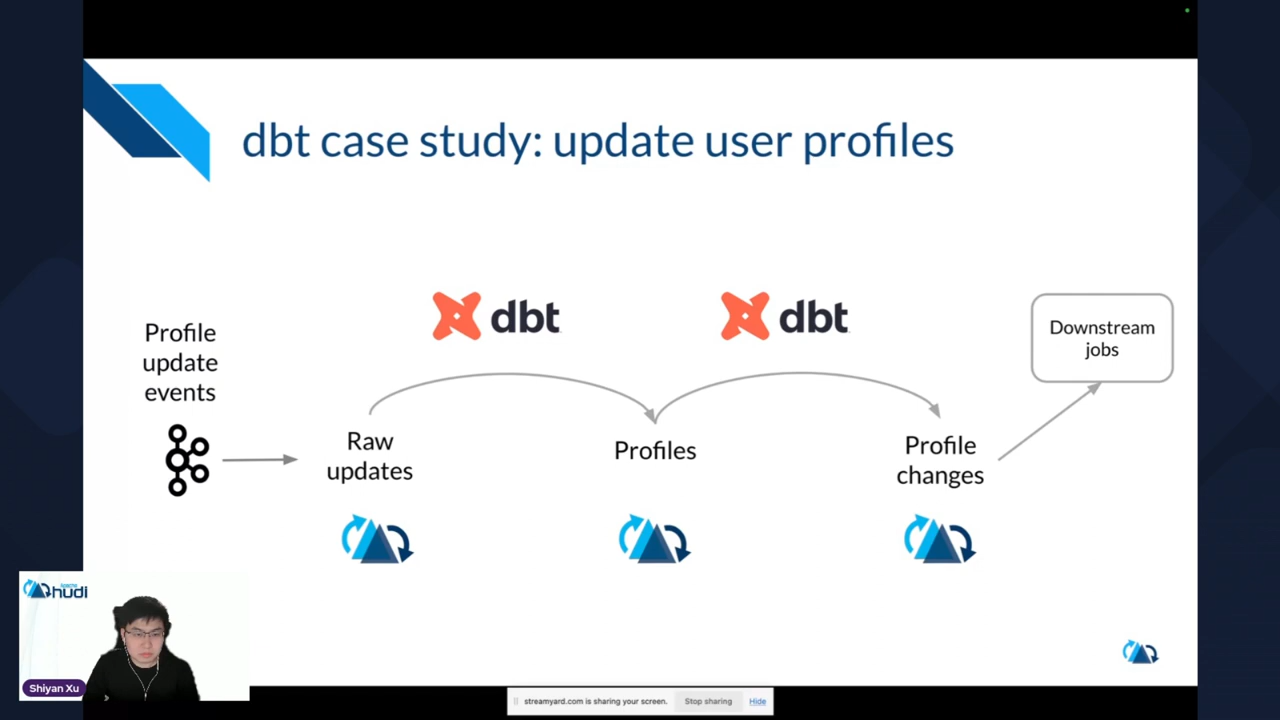 dbt case study: update user profiles
dbt
dbt
Downstream
jobs
Profile
update
events
Raw
updates
Profiles
Profile
changes
Apache
hudi
Shiyan Xu
streamyard.com is sharing your screen.
Stop sharing
Hide